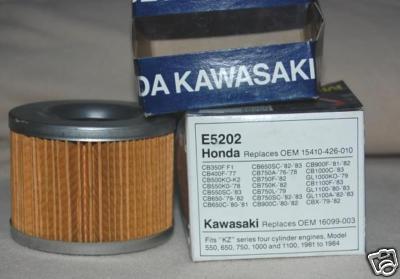 DA KAWASAKI
E5202
Honda Replaces OEM 15410-426-010
CB350F F1 CB650SC-'82-'83 CB900F-'81-'82
CB400F-'77 CB750A-'76-'78 CB1000C-'83
CB500KO-K2 CB750F-'82 GL1000KO-'79
CB550KO-'78 CB750K-'82 CB1100F-'83
CB550SC-'83 CB750L-'79 GL1100-'80-'83
CB650-'79-'82 CB750SC-'82-'83 GL1100A-'82-'83
CB650C-'80-'81 CB900C-'80-'82 CBX-'79-'82
Kawasaki Replaces OEM 16099-003
Fits "KZ" series four cylinder engines, Model
550, 650, 750, 1000 and 1100, 1981 to 1984
ebY